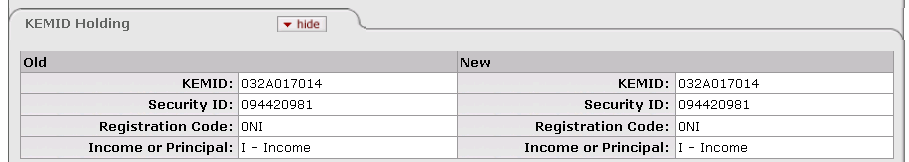 KEMID Holding
hide
Old New
KEMID: 032A017014 KEMID: 032A017014
Security ID: 094420981 Security ID: 094420981
Registration Code: 0NI Registration Code: 0NI
Income or Principal: I - Income Income or Principal: I - Income